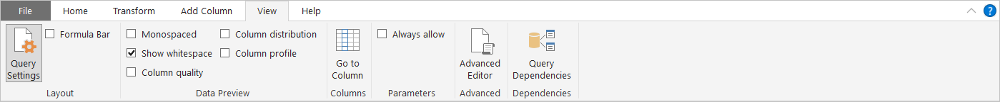 File Home Transform Add Column View Help ?
Formula Bar
Query
Settings
Layout
Monospaced
Show whitespace
Column quality
Column distribution
Column profile
Data Preview
Go to
Column
Columns
Always allow
Parameters
Advanced
Editor
Advanced
Query
Dependencies
Dependencies